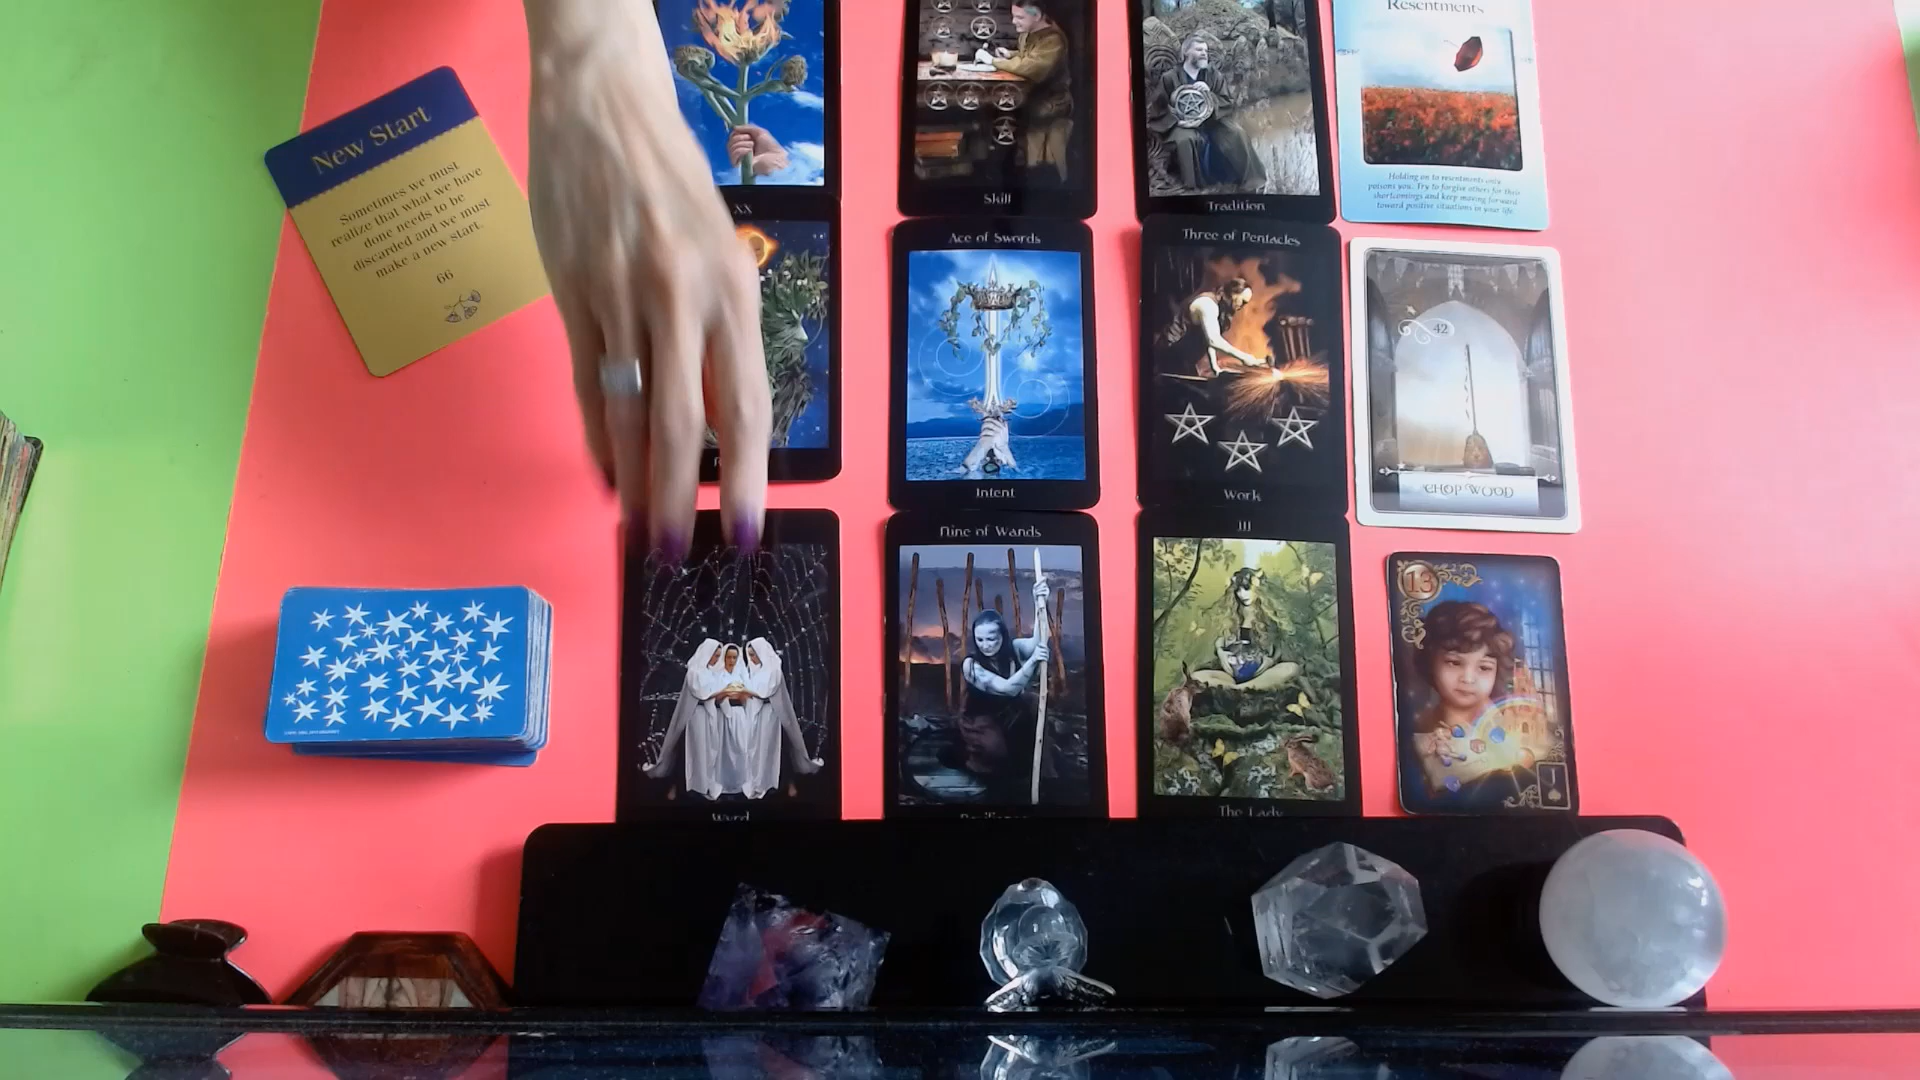 New Start
Sometimes we must
realize that what we have
done needs to be
discarded and we must
make a new start.
66
XX
Skill
Tradition
Resentments
Holding on to resentments only
poisons you. Try to forgive others for their
shortcomings and keep moving forward
toward positive situations in your life.
Ace of Swords
Intent
Three of Pentacles
Work
42
CHOP WOOD
Wyrd
Nine of Wands
Resilience
III
The Lady
13
J